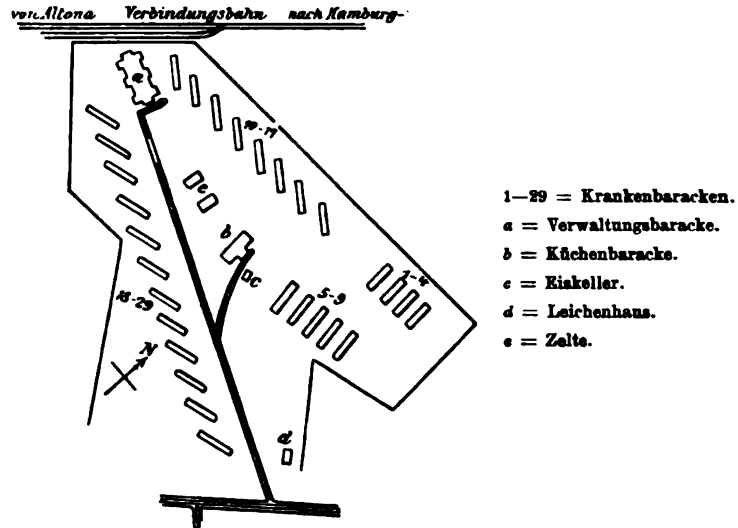 von Altona Verbindungsbahn nach Hamburg
a
10-17
e
b
c
1-4
5-9
18-29
N
d
1—29 = Krankenbaracken.
a = Verwaltungsbaracke.
b = Küchenbaracke.
c = Eiskeller.
d = Leichenhaus.
e = Zelte.